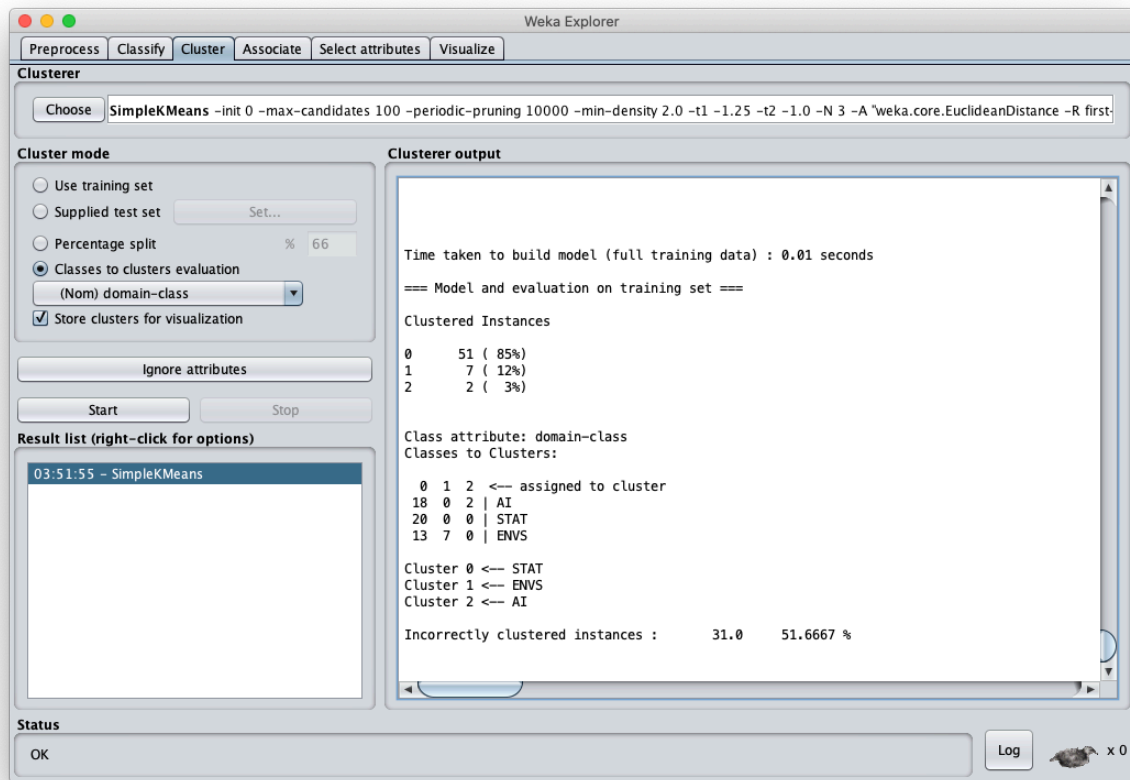 Weka Explorer
Preprocess Classify Cluster Associate Select attributes Visualize
Clusterer
Choose SimpleKMeans -init 0 -max-candidates 100 -periodic-pruning 10000 -min-density 2.0 -t1 -1.25 -t2 -1.0 -N 3 -A "weka.core.EuclideanDistance -R first-
Cluster mode
Use training set
Supplied test set Set...
Percentage split % 66
Classes to clusters evaluation
(Nom) domain-class
Store clusters for visualization
Ignore attributes
Start Stop
Result list (right-click for options)
03:51:55 - SimpleKMeans
Clusterer output
Time taken to build model (full training data) : 0.01 seconds
=== Model and evaluation on training set ===
Clustered Instances
0 51 ( 85%)
1 7 ( 12%)
2 2 ( 3%)
Class attribute: domain-class
Classes to Clusters:
0 1 2 <-- assigned to cluster
18 0 2 | AI
20 0 0 | STAT
13 7 0 | ENVS
Cluster 0 <-- STAT
Cluster 1 <-- ENVS
Cluster 2 <-- AI
Incorrectly clustered instances : 31.0 51.6667 %
Status
OK
Log x 0